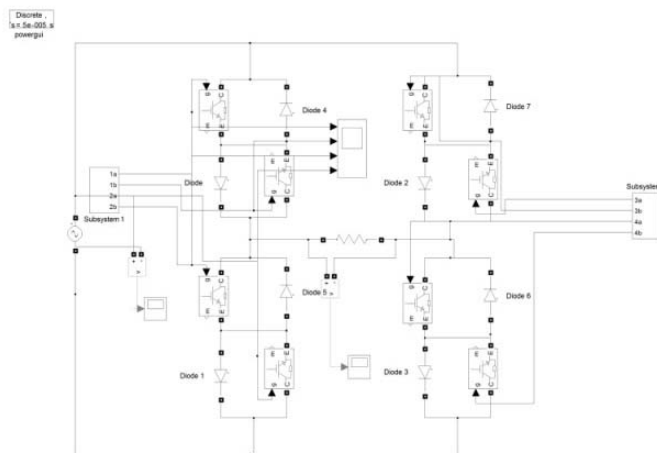 Discrete,
s = .5e-005 s
powergui
Diode 4
Diode 7
Diode
Diode 2
1a
1b
2a
2b
Subsystem 1
Subsystem
3a
3b
4a
4b
Diode 5
Diode 6
Diode 1
Diode 3
g
C
m
E
g
C
m
E
m
E
g
C
m
E
g
C
+
-
v
+
-
v
g
C
m
E
g
C
m
E
m
E
g
C
m
E
g
C